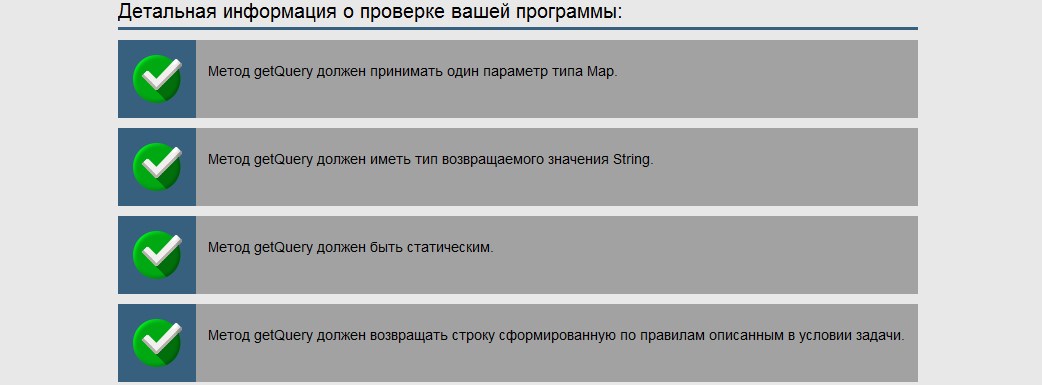 Детальная информация о проверке вашей программы:
Метод getQuery должен принимать один параметр типа Map.
Метод getQuery должен иметь тип возвращаемого значения String.
Метод getQuery должен быть статическим.
Метод getQuery должен возвращать строку сформированную по правилам описанным в условии задачи.